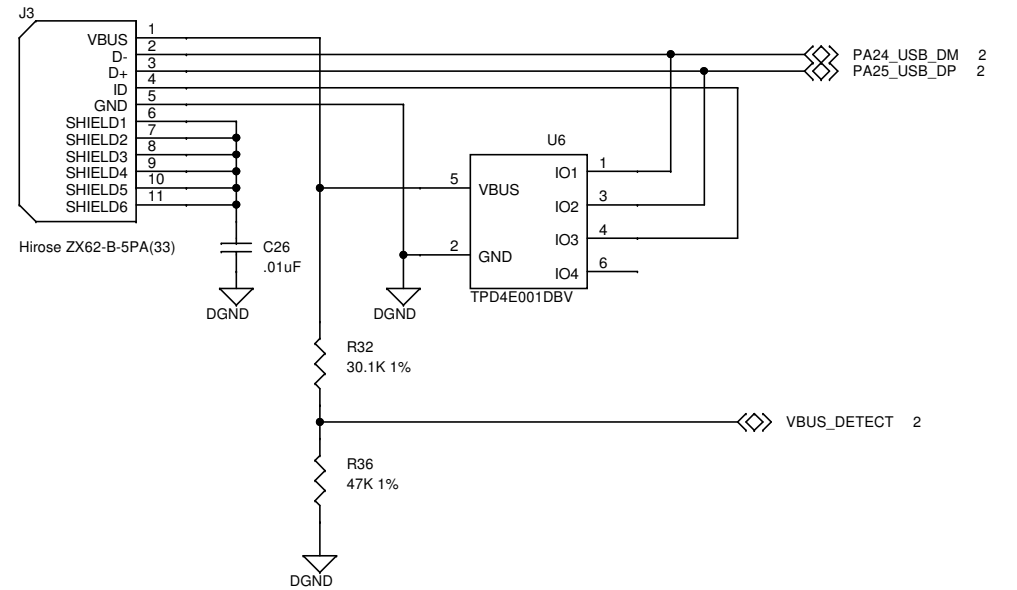 J3
VBUS 1
D- 2
D+ 3
ID 4
GND 5
SHIELD1 6
SHIELD2 7
SHIELD3 8
SHIELD4 9
SHIELD5 10
SHIELD6 11
Hirose ZX62-B-5PA(33)
PA24_USB_DM 2
PA25_USB_DP 2
U6
5 VBUS
2 GND
IO1 1
IO2 3
IO3 4
IO4 6
TPD4E001DBV
C26
.01uF
DGND
DGND
R32
30.1K 1%
VBUS_DETECT 2
R36
47K 1%
DGND